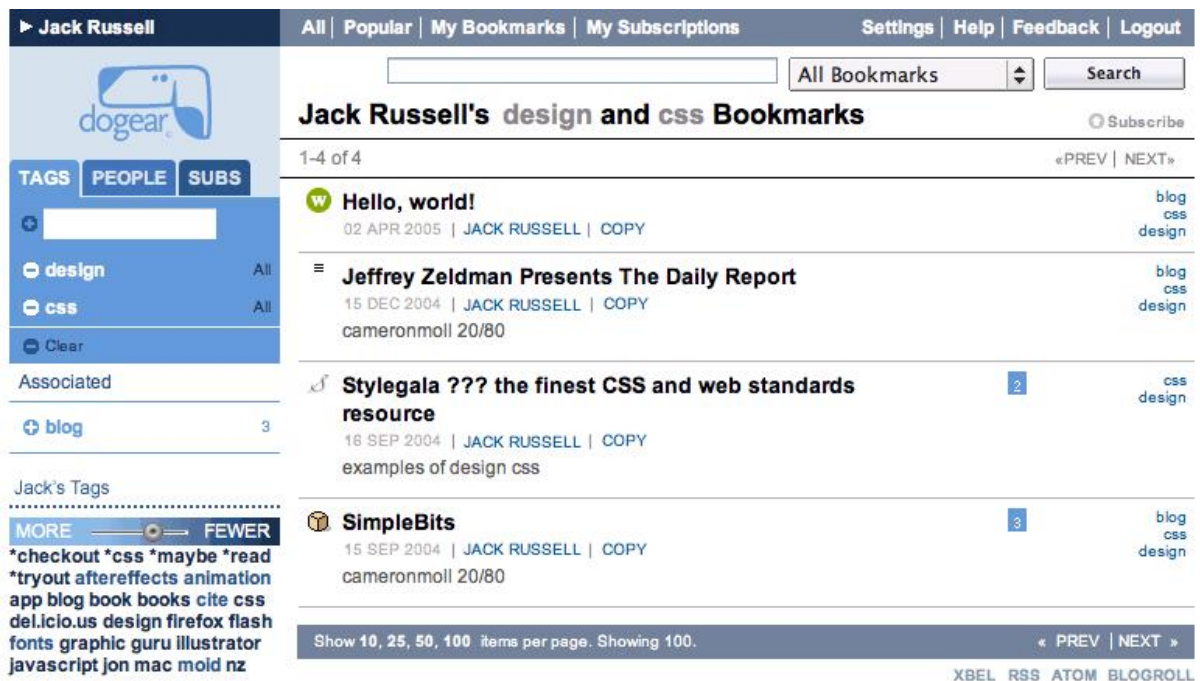 ▶ Jack Russell
All | Popular | My Bookmarks | My Subscriptions
Settings | Help | Feedback | Logout
dogear
All Bookmarks
Search
Jack Russell's design and css Bookmarks
Subscribe
1-4 of 4
«PREV | NEXT»
TAGS PEOPLE SUBS
design All
css All
Clear
Associated
blog 3
Jack's Tags
MORE FEWER
*checkout *css *maybe *read
*tryout aftereffects animation
app blog book books cite css
del.icio.us design firefox flash
fonts graphic guru illustrator
javascript jon mac moid nz
W
Hello, world!
02 APR 2005 | JACK RUSSELL | COPY
blog
css
design
Jeffrey Zeldman Presents The Daily Report
15 DEC 2004 | JACK RUSSELL | COPY
cameronmoll 20/80
blog
css
design
S
Stylegala ??? the finest CSS and web standards
resource
16 SEP 2004 | JACK RUSSELL | COPY
examples of design css
2
css
design
SimpleBits
15 SEP 2004 | JACK RUSSELL | COPY
cameronmoll 20/80
3
blog
css
design
Show 10, 25, 50, 100 items per page. Showing 100.
« PREV | NEXT »
XBEL RSS ATOM BLOGROLL